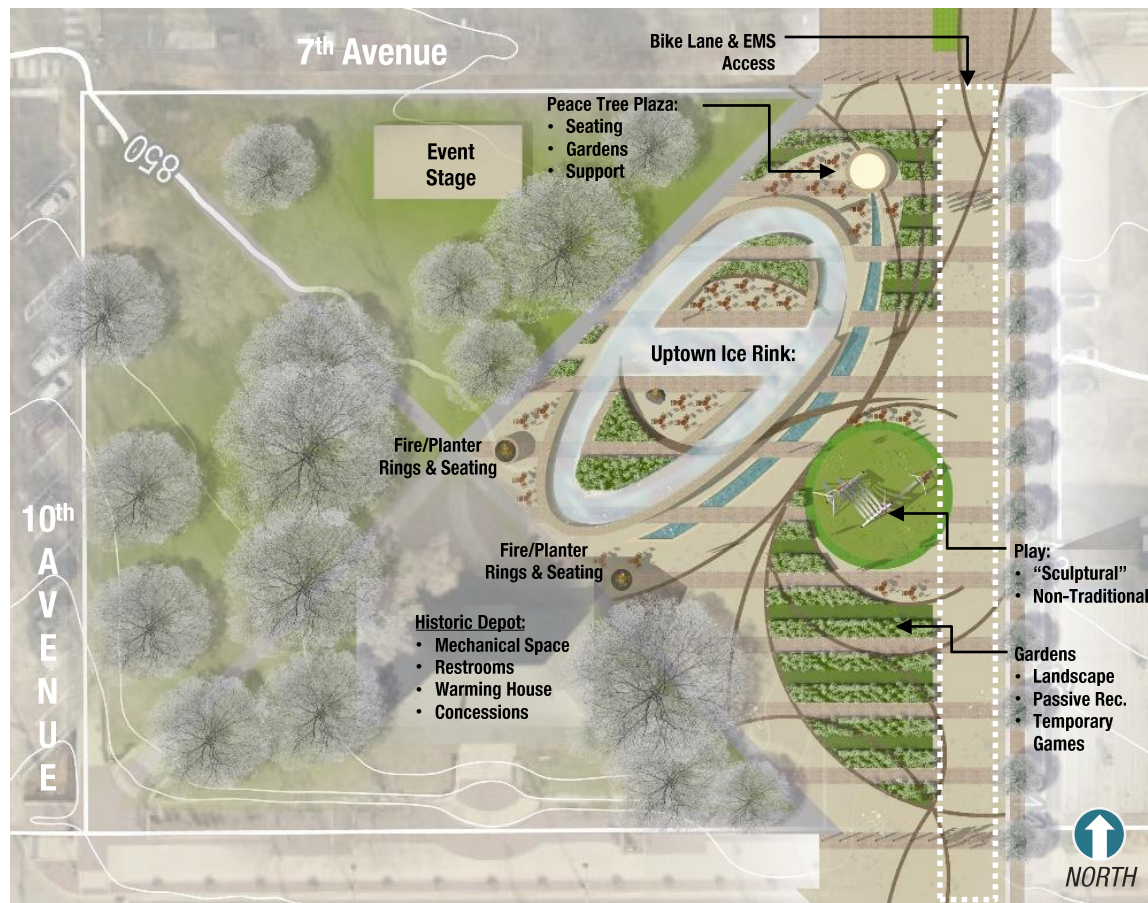 7th Avenue
Bike Lane & EMS
Access
Peace Tree Plaza:
• Seating
• Gardens
• Support
Event
Stage
850
Uptown Ice Rink:
Fire/Planter
Rings & Seating
10th
A
V
E
N
U
E
Fire/Planter
Rings & Seating
Play:
• “Sculptural”
• Non-Traditional
Historic Depot:
• Mechanical Space
• Restrooms
• Warming House
• Concessions
Gardens
• Landscape
• Passive Rec.
• Temporary
Games
NORTH